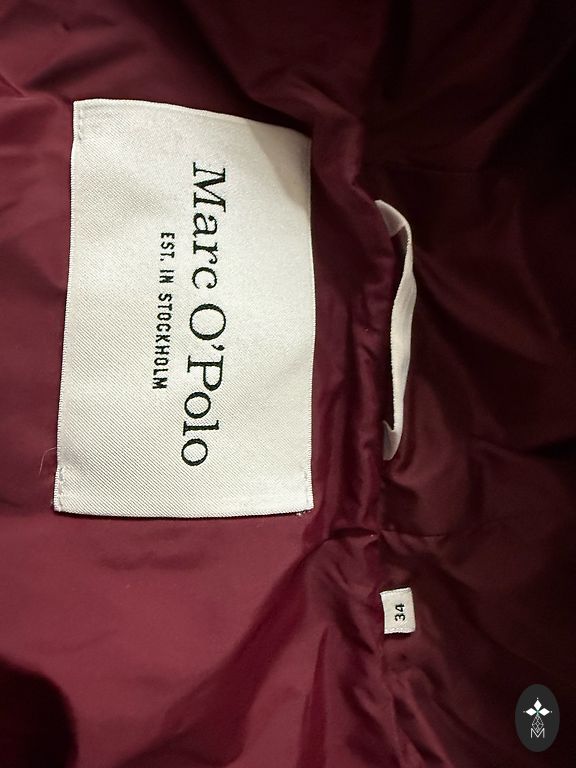 Marc O'Polo
EST. IN STOCKHOLM
34
M